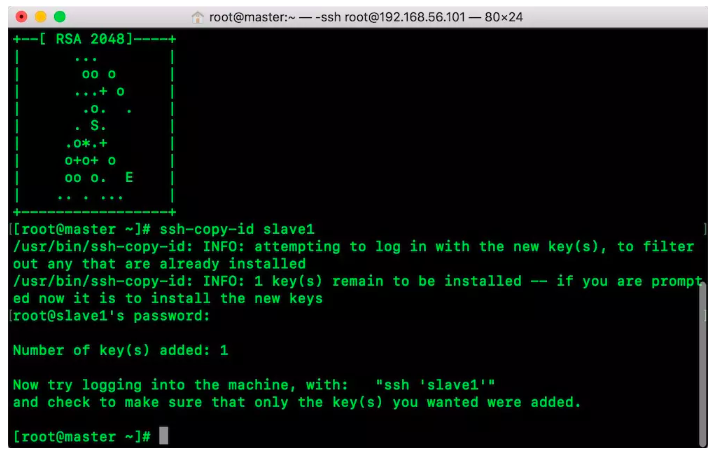 root@master:~ — -ssh root@192.168.56.101 — 80×24
+--[ RSA 2048]----+
|      ...        |
|       oo o      |
|      ...+ o     |
|       .o.  .    |
|      . S.       |
|     .o*.+       |
|     o+o+ o      |
|     oo o.  E    |
|    .. . ...     |
+-----------------+
[[root@master ~]# ssh-copy-id slave1 ]
/usr/bin/ssh-copy-id: INFO: attempting to log in with the new key(s), to filter
out any that are already installed
/usr/bin/ssh-copy-id: INFO: 1 key(s) remain to be installed -- if you are prompt
ed now it is to install the new keys
[root@slave1's password: ]
Number of key(s) added: 1
Now try logging into the machine, with:   "ssh 'slave1'"
and check to make sure that only the key(s) you wanted were added.
[root@master ~]#